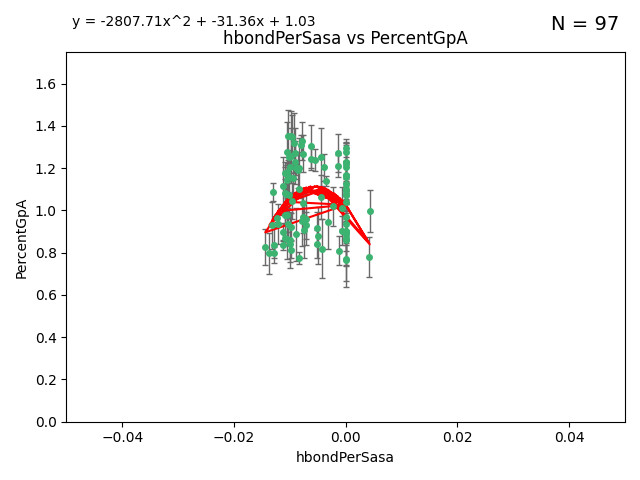 y = -2807.71x^2 + -31.36x + 1.03
N = 97
hbondPerSasa vs PercentGpA
1.6
1.4
1.2
1.0
0.8
0.6
0.4
0.2
0.0
PercentGpA
−0.04
−0.02
0.00
0.02
0.04
hbondPerSasa